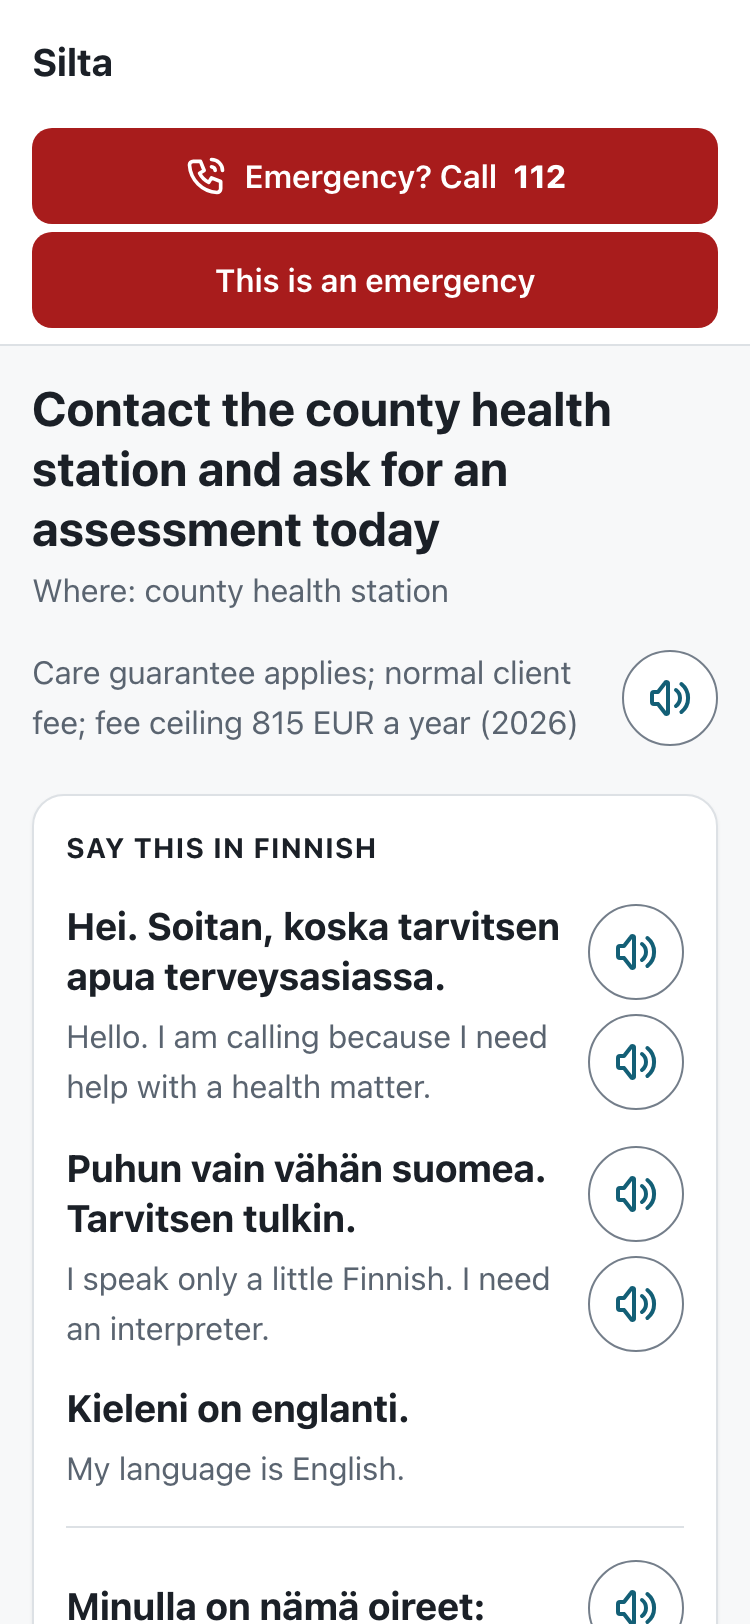 Silta
Emergency? Call 112
This is an emergency
Contact the county health
station and ask for an
assessment today
Where: county health station
Care guarantee applies; normal client
fee; fee ceiling 815 EUR a year (2026)
SAY THIS IN FINNISH
Hei. Soitan, koska tarvitsen
apua terveysasiassa.
Hello. I am calling because I need
help with a health matter.
Puhun vain vähän suomea.
Tarvitsen tulkin.
I speak only a little Finnish. I need
an interpreter.
Kieleni on englanti.
My language is English.
Minulla on nämä oireet: